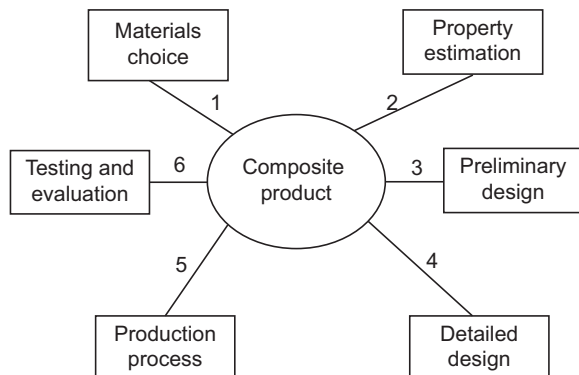 Materials
choice
Property
estimation
1
2
Testing and
evaluation
6
Composite
product
3
Preliminary
design
5
4
Production
process
Detailed
design